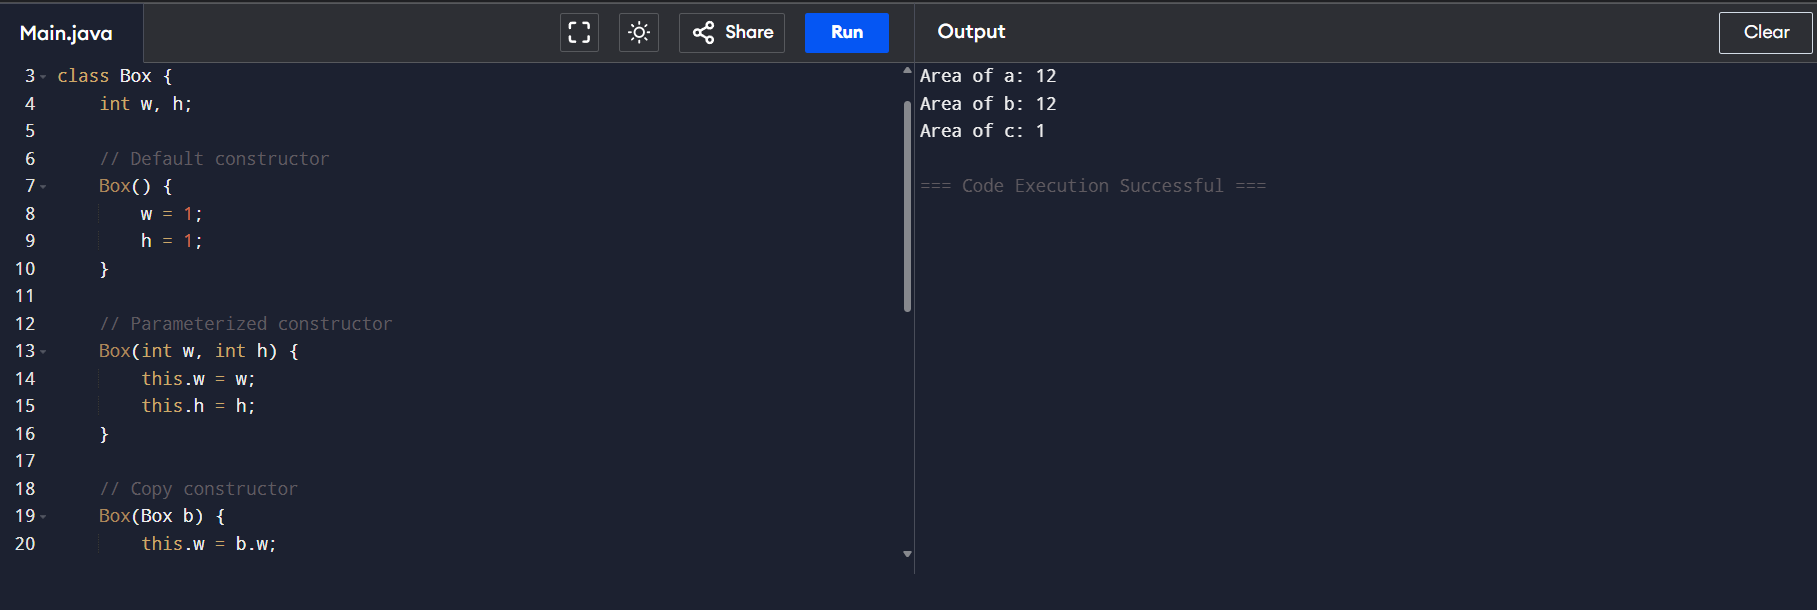 Main.java
Share
Run
Output
Clear
3 class Box {
4     int w, h;
5
6     // Default constructor
7     Box() {
8         w = 1;
9         h = 1;
10     }
11
12     // Parameterized constructor
13     Box(int w, int h) {
14         this.w = w;
15         this.h = h;
16     }
17
18     // Copy constructor
19     Box(Box b) {
20         this.w = b.w;
Area of a: 12
Area of b: 12
Area of c: 1
=== Code Execution Successful ===